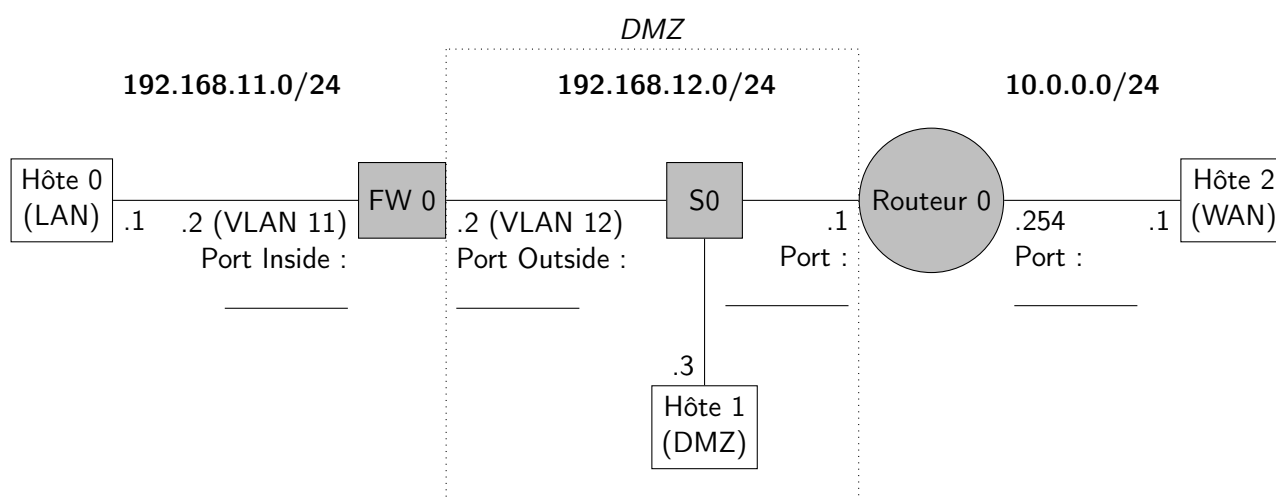 DMZ
192.168.11.0/24
192.168.12.0/24
10.0.0.0/24
Hôte 0
(LAN)
.1
.2 (VLAN 11)
Port Inside :
FW 0
.2 (VLAN 12)
Port Outside :
S0
.1
Port :
Routeur 0
.254
Port :
.1
Hôte 2
(WAN)
.3
Hôte 1
(DMZ)